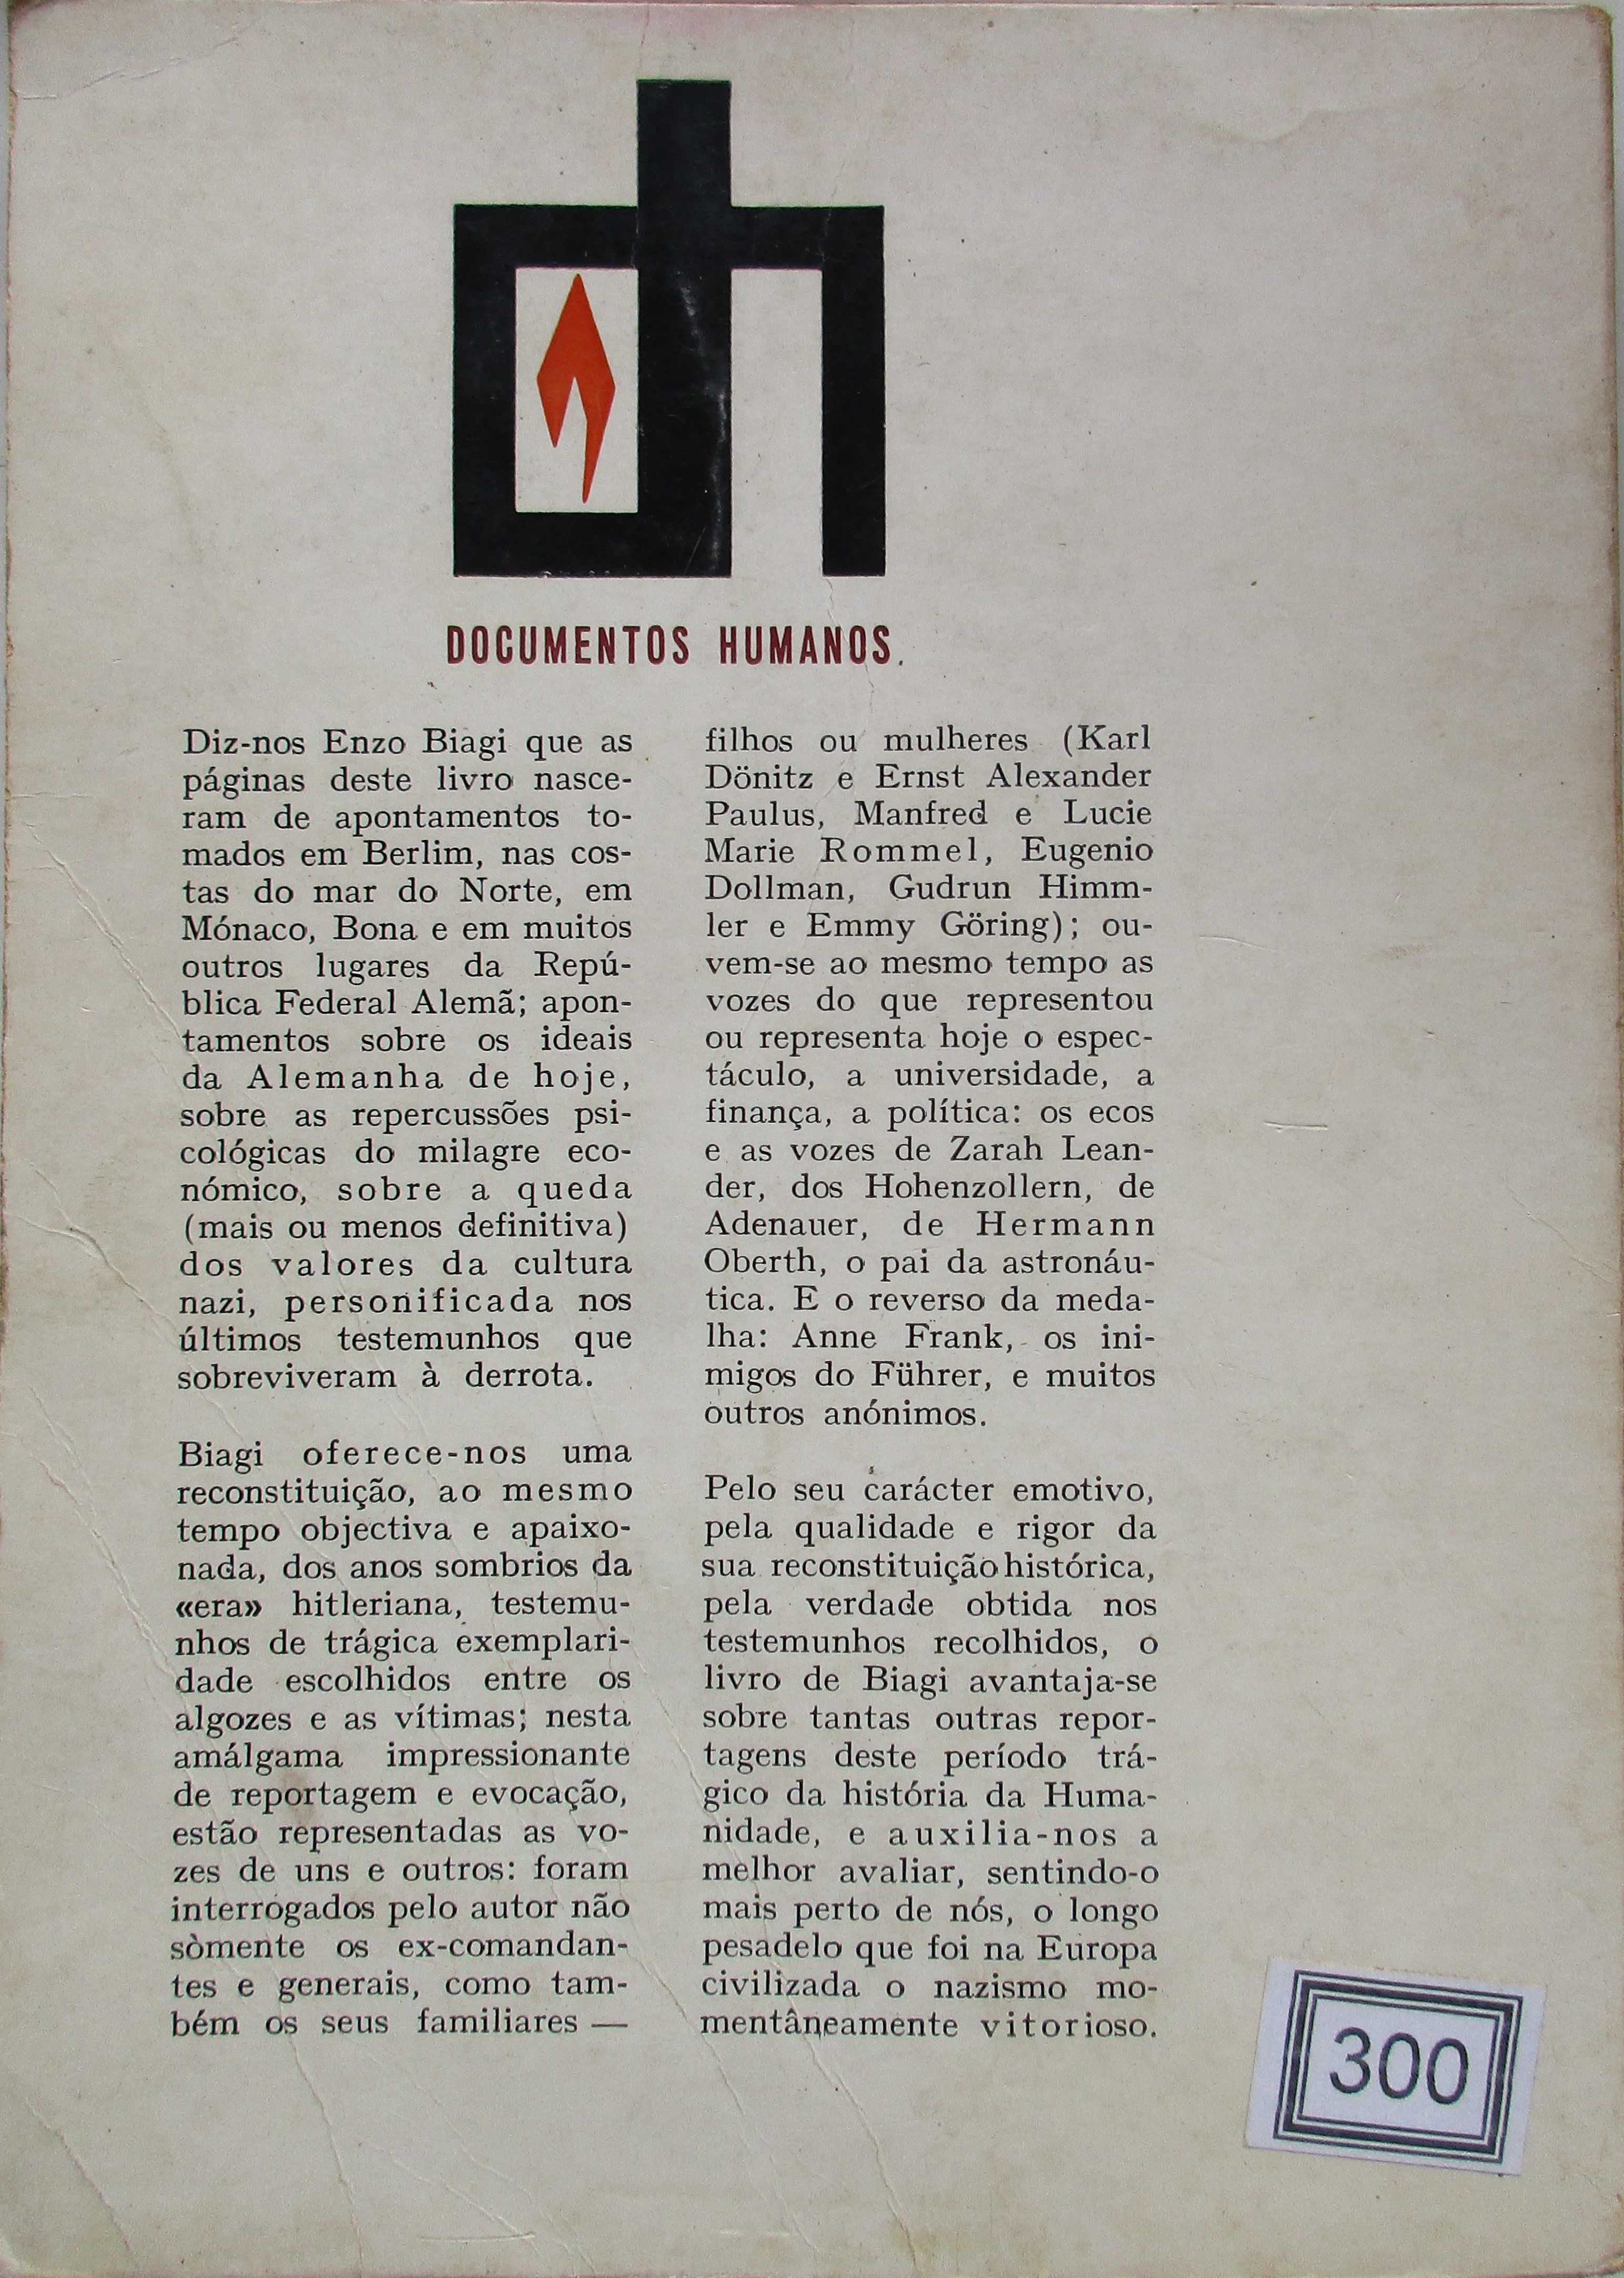 dh
DOCUMENTOS HUMANOS.
Diz-nos Enzo Biagi que as
páginas deste livro nasce-
ram de apontamentos to-
mados em Berlim, nas cos-
tas do mar do Norte, em
Mónaco, Bona e em muitos
outros lugares da Repú-
blica Federal Alemã; apon-
tamentos sobre os ideais
da Alemanha de hoje,
sobre as repercussões psi-
cológicas do milagre eco-
nómico, sobre a queda
(mais ou menos definitiva)
dos valores da cultura
nazi, personificada nos
últimos testemunhos que
sobreviveram à derrota.
Biagi oferece-nos uma
reconstituição, ao mesmo
tempo objectiva e apaixo-
nada, dos anos sombrios da
«era» hitleriana, testemu-
nhos de trágica exemplari-
dade escolhidos entre os
algozes e as vítimas; nesta
amálgama impressionante
de reportagem e evocação,
estão representadas as vo-
zes de uns e outros: foram
interrogados pelo autor não
sòmente os ex-comandan-
tes e generais, como tam-
bém os seus familiares —
filhos ou mulheres (Karl
Dönitz e Ernst Alexander
Paulus, Manfred e Lucie
Marie Rommel, Eugenio
Dollman, Gudrun Himm-
ler e Emmy Göring); ou-
vem-se ao mesmo tempo as
vozes do que representou
ou representa hoje o espec-
táculo, a universidade, a
finança, a política: os ecos
e as vozes de Zarah Lean-
der, dos Hohenzollern, de
Adenauer, de Hermann
Oberth, o pai da astronáu-
tica. E o reverso da meda-
lha: Anne Frank, os ini-
migos do Führer, e muitos
outros anónimos.
Pelo seu carácter emotivo,
pela qualidade e rigor da
sua reconstituição histórica,
pela verdade obtida nos
testemunhos recolhidos, o
livro de Biagi avantaja-se
sobre tantas outras repor-
tagens deste período trá-
gico da história da Huma-
nidade, e auxilia-nos a
melhor avaliar, sentindo-o
mais perto de nós, o longo
pesadelo que foi na Europa
civilizada o nazismo mo-
mentâneamente vitorioso.
300